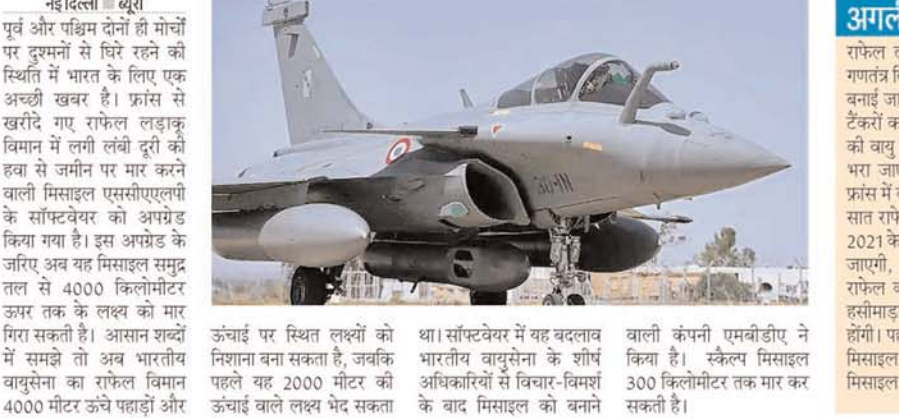 नई दिल्ली ■ ब्यूरो
पूर्व और पश्चिम दोनों ही मोर्चों
पर दुश्मनों से घिरे रहने की
स्थिति में भारत के लिए एक
अच्छी खबर है। फ्रांस से
खरीदे गए राफेल लड़ाकू
विमान में लगी लंबी दूरी की
हवा से जमीन पर मार करने
वाली मिसाइल एससीएएलपी
के सॉफ्टवेयर को अपग्रेड
किया गया है। इस अपग्रेड के
जरिए अब यह मिसाइल समुद्र
तल से 4000 किलोमीटर
ऊपर तक के लक्ष्य को मार
गिरा सकती है। आसान शब्दों
में समझे तो अब भारतीय
वायुसेना का राफेल विमान
4000 मीटर ऊंचे पहाड़ों और
ऊंचाई पर स्थित लक्ष्यों को
निशाना बना सकता है, जबकि
पहले यह 2000 मीटर की
ऊंचाई वाले लक्ष्य भेद सकता
था। सॉफ्टवेयर में यह बदलाव
भारतीय वायुसेना के शीर्ष
अधिकारियों से विचार-विमर्श
के बाद मिसाइल को बनाने
वाली कंपनी एमबीडीए ने
किया है। स्कैल्प मिसाइल
300 किलोमीटर तक मार कर
सकती है।
अगली
राफेल
गणतंत्र
बनाई
टैंकरों
की वायु
भरा
फ्रांस में
सात
2021 के
जाएगी,
राफेल
होंगी।
मिसाइल
मिसाइल